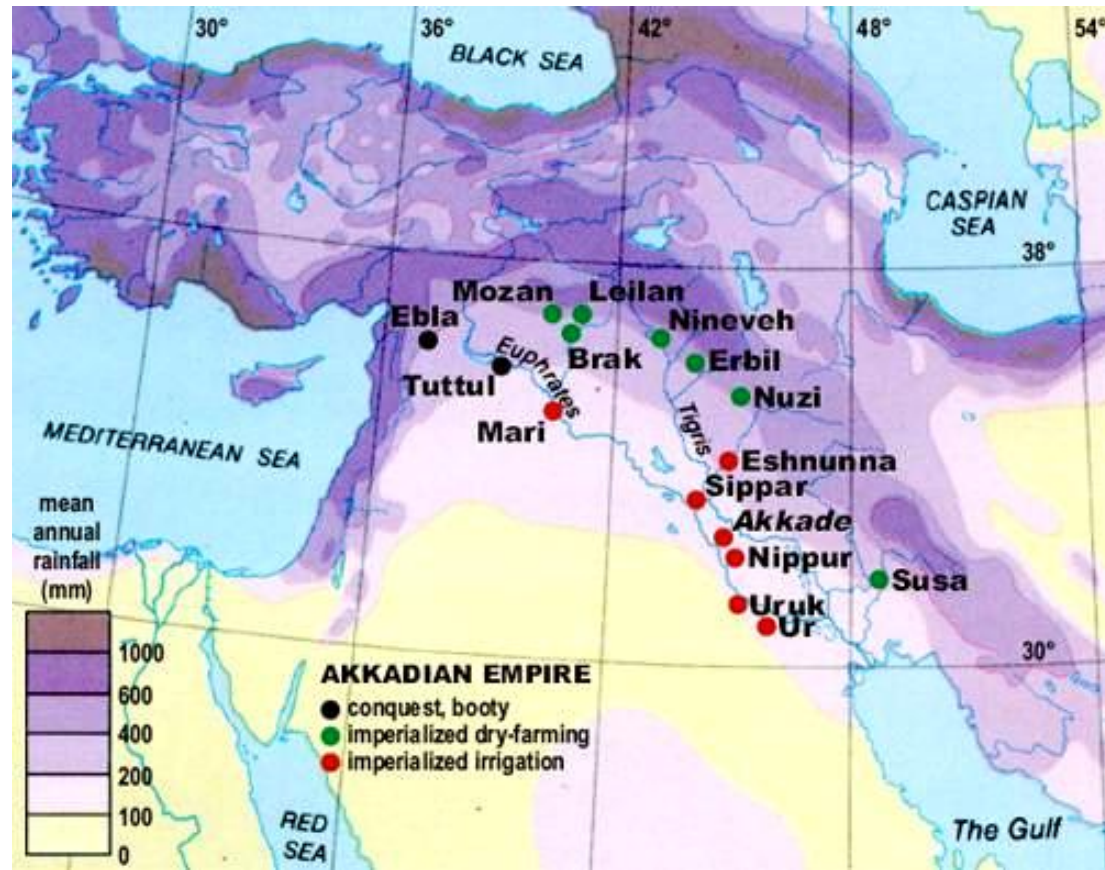 30°
36°
42°
48°
54°
BLACK SEA
CASPIAN
SEA
38°
Mozan
Leilan
Ebla
Nineveh
Euphrates
Brak
Erbil
Tuttul
Nuzi
Mari
Tigris
MEDITERRANEAN SEA
Eshnunna
Sippar
mean
annual
rainfall
(mm)
Akkade
Nippur
Susa
Uruk
Ur
1000
600
400
200
100
0
30°
AKKADIAN EMPIRE
conquest, booty
imperialized dry-farming
imperialized irrigation
RED
SEA
The Gulf